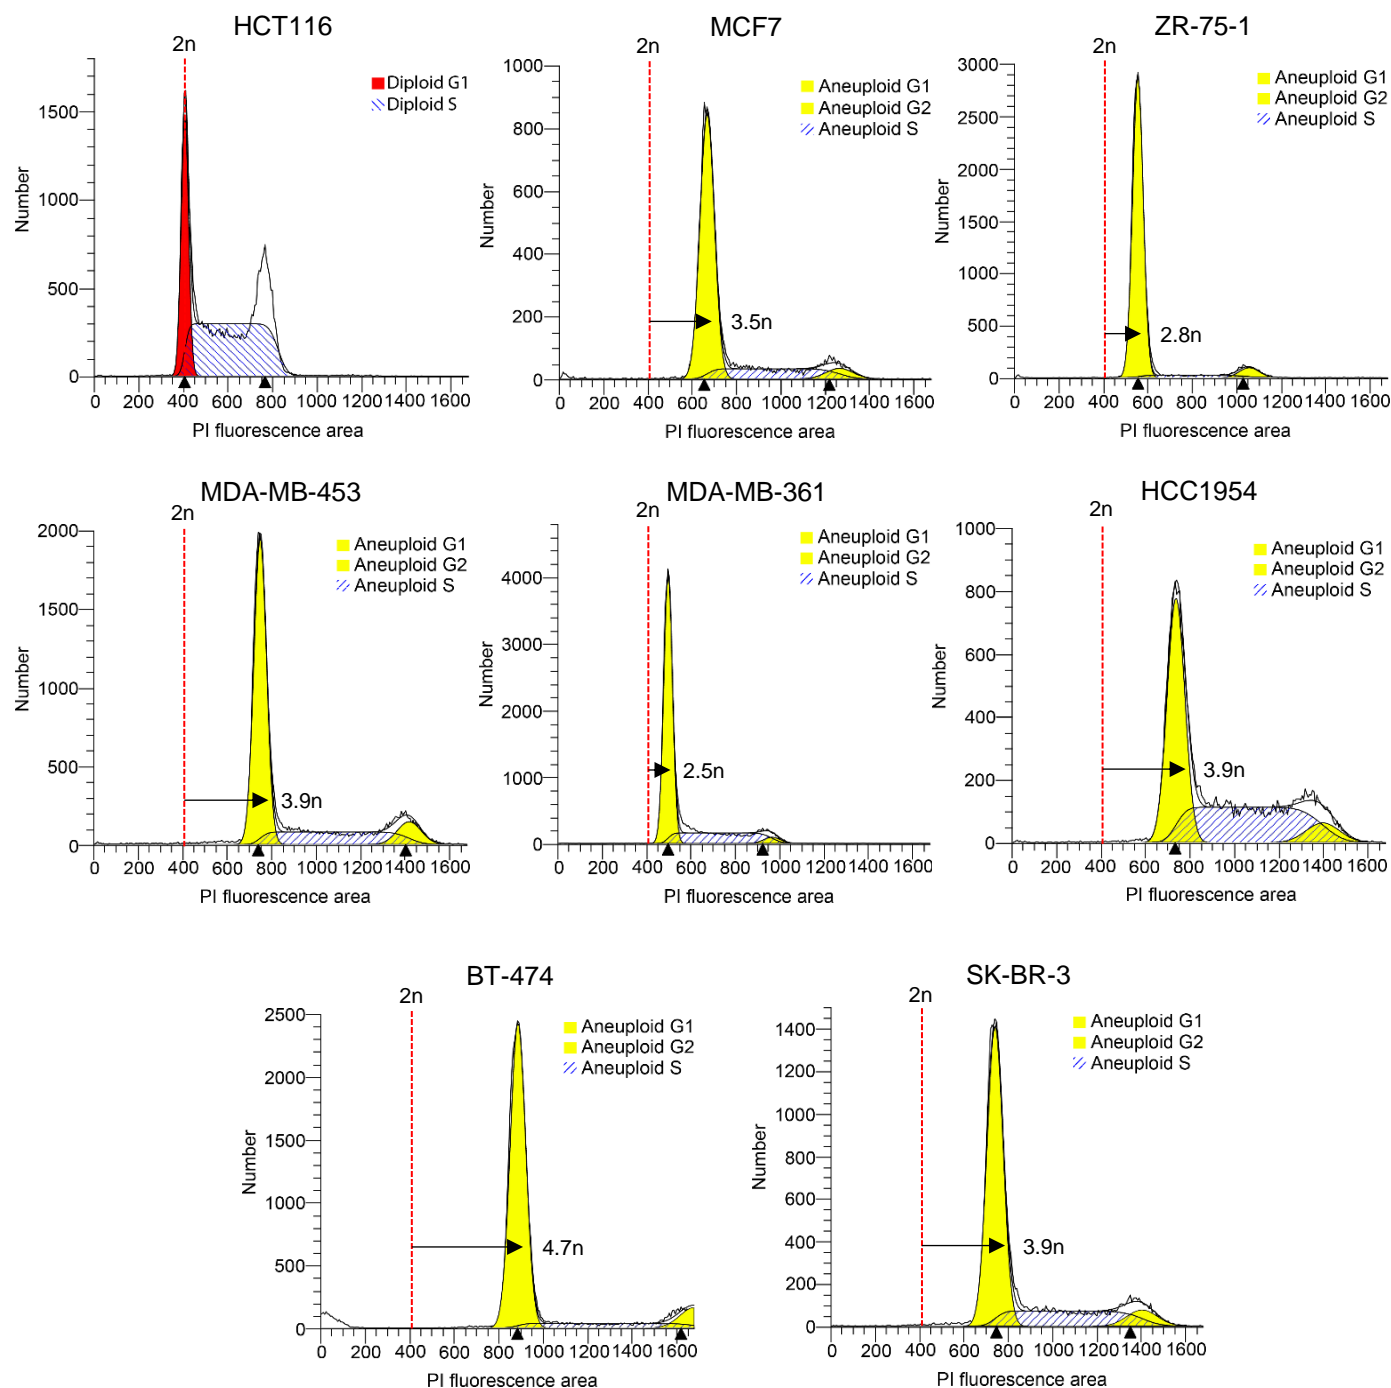 HCT116
2n
Diploid G1
Diploid S
Number
1500
1000
500
0
0 200 400 600 800 1000 1200 1400 1600
PI fluorescence area
MCF7
2n
Aneuploid G1
Aneuploid G2
Aneuploid S
Number
1000
800
600
400
200
0
3.5n
0 200 400 600 800 1000 1200 1400 1600
PI fluorescence area
ZR-75-1
2n
Aneuploid G1
Aneuploid G2
Aneuploid S
Number
3000
2500
2000
1500
1000
500
0
2.8n
0 200 400 600 800 1000 1200 1400 1600
PI fluorescence area
MDA-MB-453
2n
Aneuploid G1
Aneuploid G2
Aneuploid S
Number
2000
1500
1000
500
0
3.9n
0 200 400 600 800 1000 1200 1400 1600
PI fluorescence area
MDA-MB-361
2n
Aneuploid G1
Aneuploid G2
Aneuploid S
Number
4000
3000
2000
1000
0
2.5n
0 200 400 600 800 1000 1200 1400 1600
PI fluorescence area
HCC1954
2n
Aneuploid G1
Aneuploid G2
Aneuploid S
Number
1000
800
600
400
200
0
3.9n
0 200 400 600 800 1000 1200 1400 1600
PI fluorescence area
BT-474
2n
Aneuploid G1
Aneuploid G2
Aneuploid S
Number
2500
2000
1500
1000
500
0
4.7n
0 200 400 600 800 1000 1200 1400 1600
PI fluorescence area
SK-BR-3
2n
Aneuploid G1
Aneuploid G2
Aneuploid S
Number
1400
1200
1000
800
600
400
200
0
3.9n
0 200 400 600 800 1000 1200 1400 1600
PI fluorescence area